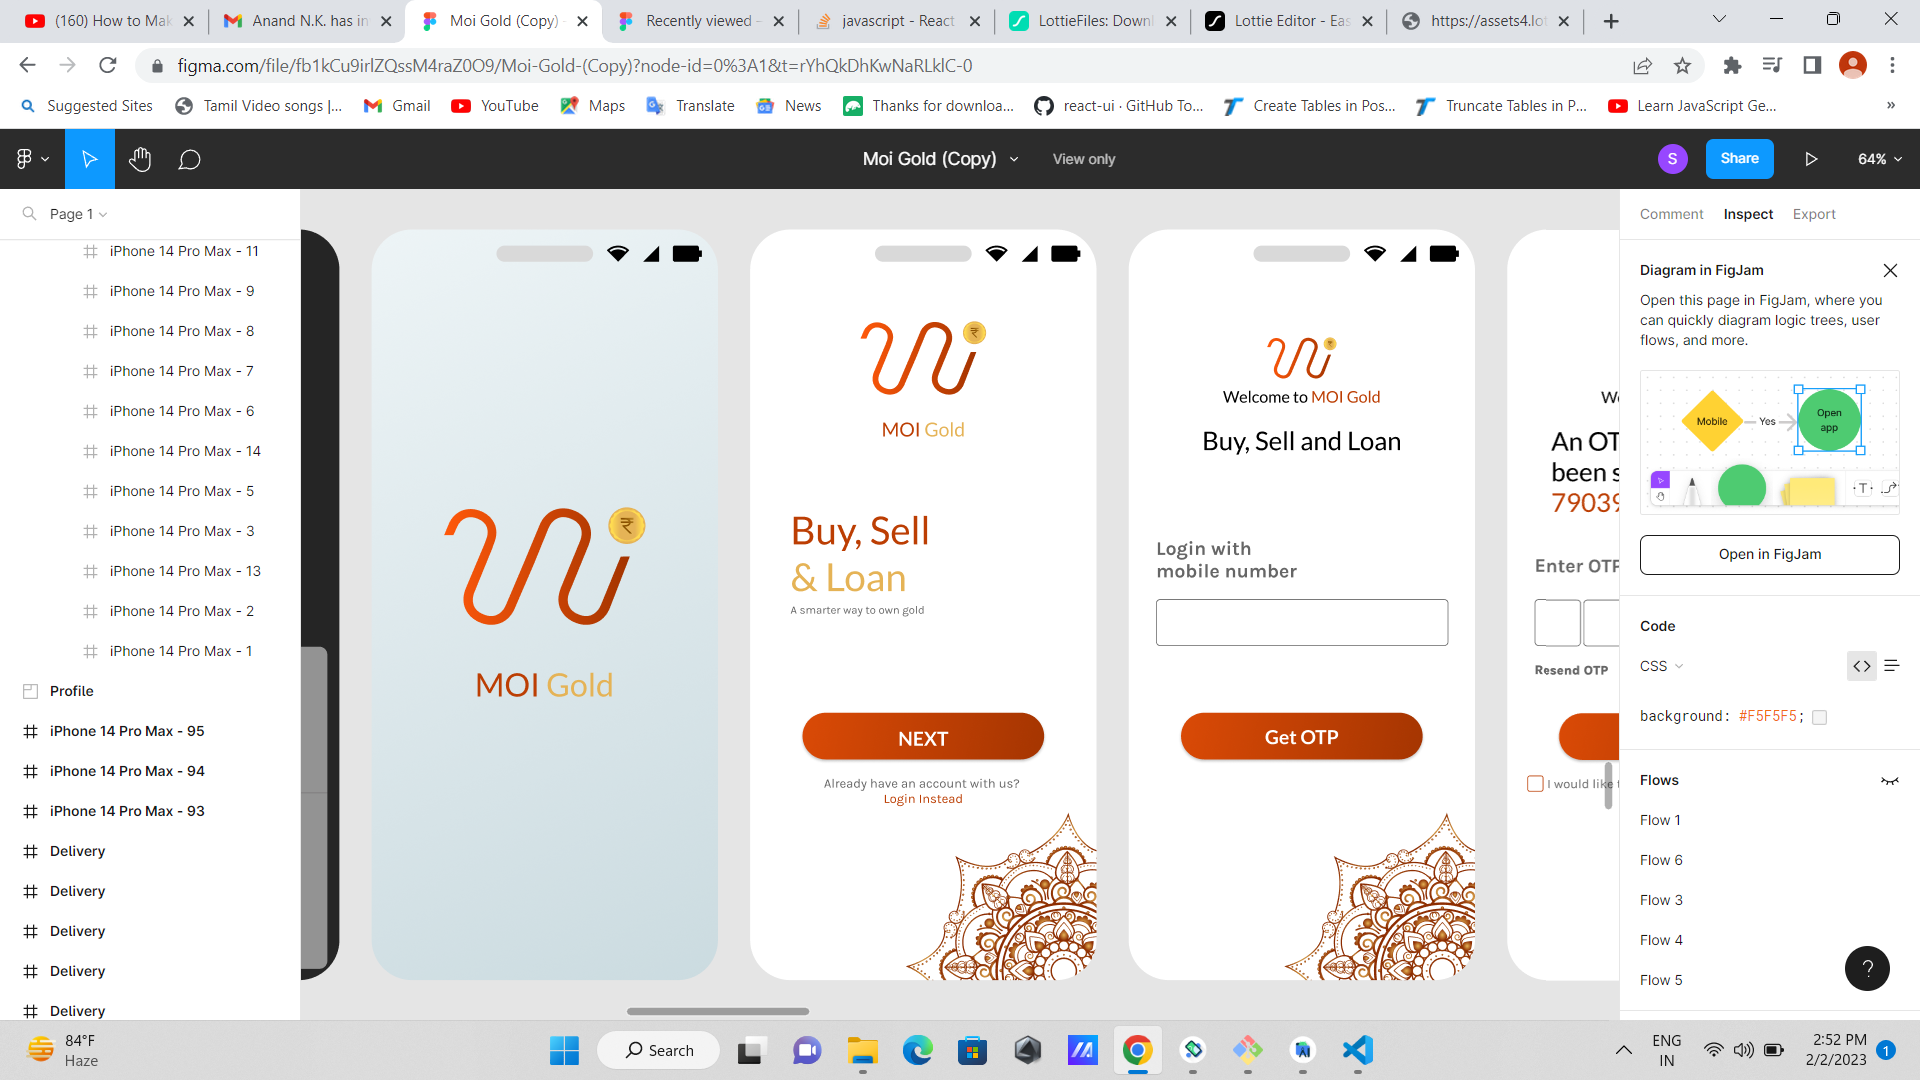 (160) How to Mak
Anand N.K. has in
Moi Gold (Copy) -
Recently viewed -
javascript - React
LottieFiles: Downl
Lottie Editor - Eas
https://assets4.lot
figma.com/file/fb1kCu9irlZQssM4raZ0O9/Moi-Gold-(Copy)?node-id=0%3A1&t=rYhQkDhKwNaRLklC-0
Suggested Sites
Tamil Video songs |...
Gmail
YouTube
Maps
Translate
News
Thanks for downloa...
react-ui · GitHub To...
Create Tables in Pos...
Truncate Tables in P...
Learn JavaScript Ge...
»
Moi Gold (Copy)
View only
S
Share
64%
Page 1
iPhone 14 Pro Max - 11
iPhone 14 Pro Max - 9
iPhone 14 Pro Max - 8
iPhone 14 Pro Max - 7
iPhone 14 Pro Max - 6
iPhone 14 Pro Max - 14
iPhone 14 Pro Max - 5
iPhone 14 Pro Max - 3
iPhone 14 Pro Max - 13
iPhone 14 Pro Max - 2
iPhone 14 Pro Max - 1
Profile
iPhone 14 Pro Max - 95
iPhone 14 Pro Max - 94
iPhone 14 Pro Max - 93
Delivery
Delivery
Delivery
Delivery
Delivery
₹
MOI Gold
₹
MOI Gold
Buy, Sell
& Loan
A smarter way to own gold
NEXT
Already have an account with us?
Login Instead
₹
Welcome to MOI Gold
Buy, Sell and Loan
Login with
mobile number
Get OTP
We
An OT
been s
79039
Enter OTP
Resend OTP
I would like t
Comment
Inspect
Export
Diagram in FigJam
Open this page in FigJam, where you
can quickly diagram logic trees, user
flows, and more.
Mobile
Yes
Open
app
T
Open in FigJam
Code
CSS
<>
background: #F5F5F5;
Flows
Flow 1
Flow 6
Flow 3
Flow 4
Flow 5
?
84°F
Haze
Search
ENG
IN
2:52 PM
2/2/2023
1